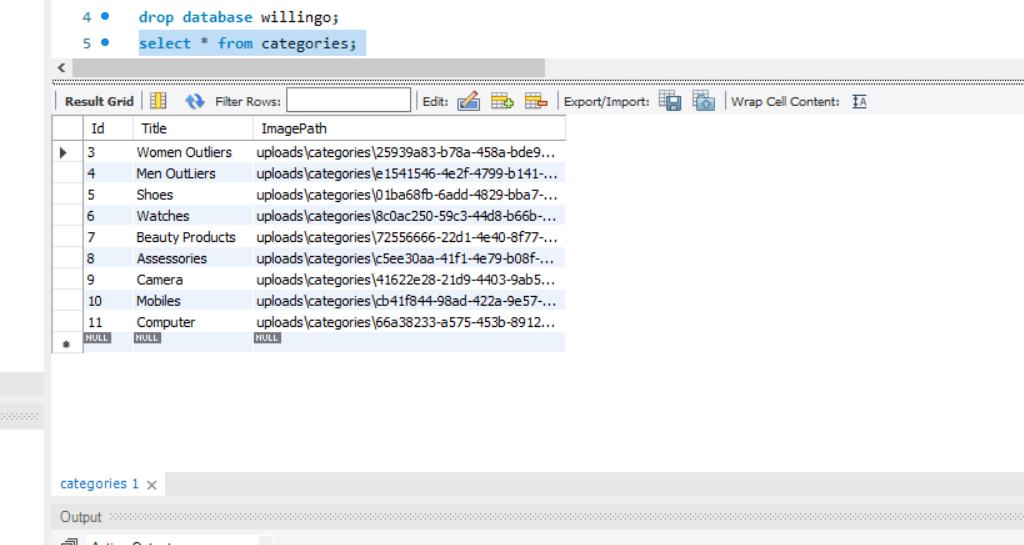 4 drop database willingo;
5 select * from categories;
Result Grid Filter Rows: Edit: Export/Import: Wrap Cell Content:
Id Title ImagePath
3 Women Outliers uploads\categories\25939a83-b78a-458a-bde9...
4 Men OutLiers uploads\categories\e1541546-4e2f-4799-b141-...
5 Shoes uploads\categories\01ba68fb-6add-4829-bba7-...
6 Watches uploads\categories\8c0ac250-59c3-44d8-b66b-...
7 Beauty Products uploads\categories\72556666-22d1-4e40-8f77-...
8 Assessories uploads\categories\c5ee30aa-41f1-4e79-b08f-...
9 Camera uploads\categories\41622e28-21d9-4403-9ab5...
10 Mobiles uploads\categories\cb41f844-98ad-422a-9e57-...
11 Computer uploads\categories\66a38233-a575-453b-8912...
NULL NULL NULL
categories 1
Output